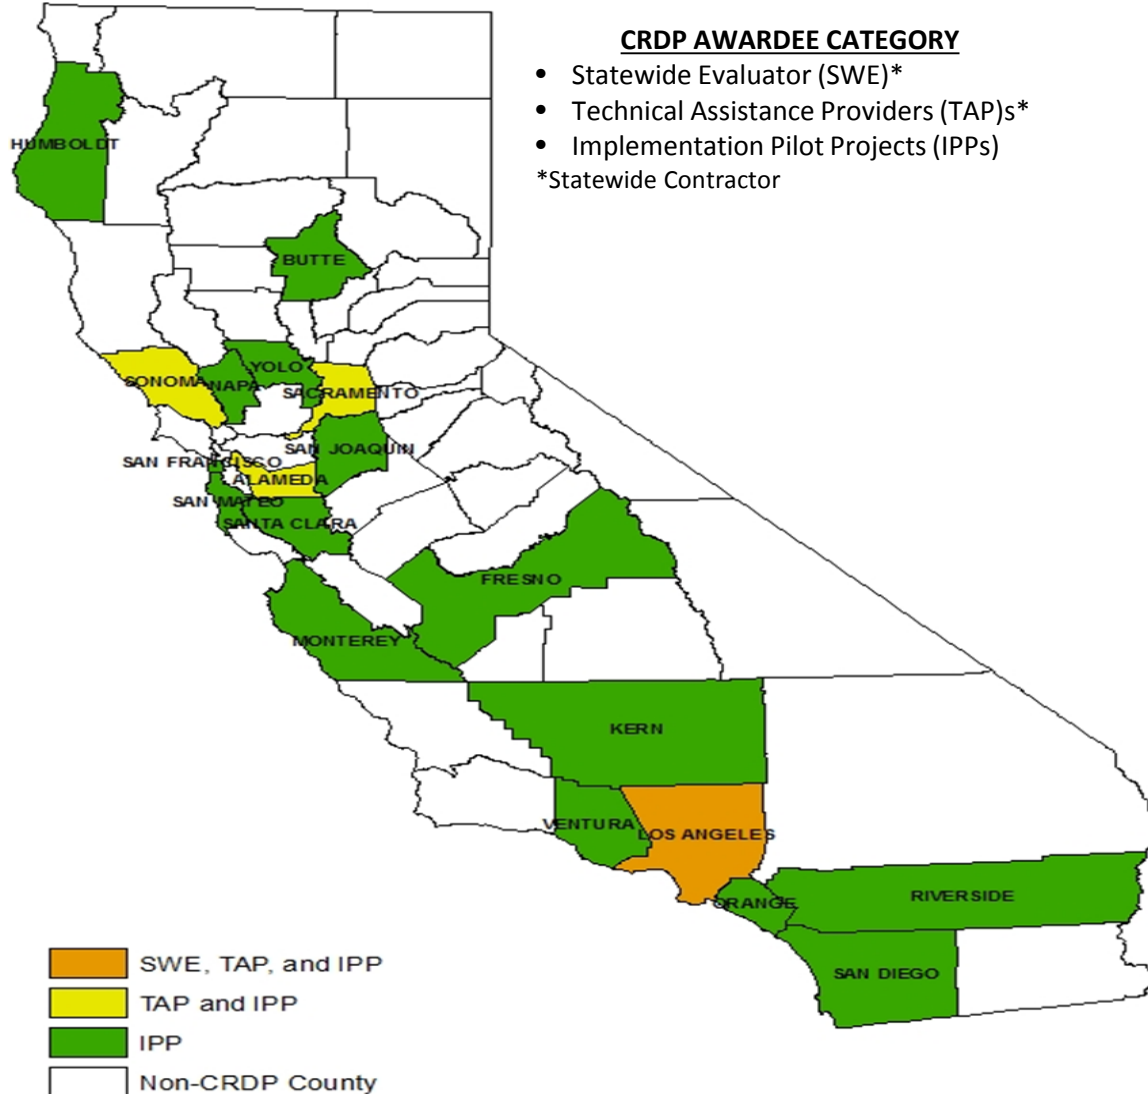 CRDP AWARDEE CATEGORY
• Statewide Evaluator (SWE)*
• Technical Assistance Providers (TAP)s*
• Implementation Pilot Projects (IPPs)
*Statewide Contractor
HUMBOLDT
BUTTE
YOLO
SONOMA
NAPA
SACRAMENTO
SAN JOAQUIN
SAN FRANCISCO
ALAMEDA
SAN MATEO
SANTA CLARA
FRESNO
MONTEREY
KERN
VENTURA
LOS ANGELES
ORANGE
RIVERSIDE
SAN DIEGO
SWE, TAP, and IPP
TAP and IPP
IPP
Non-CRDP County